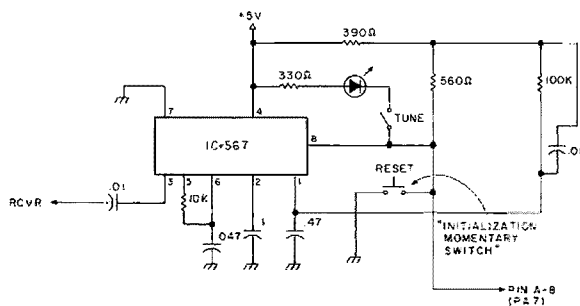 +5V
390Ω
330Ω
560Ω
100K
.01
7
4
TUNE
IC+567
8
3
5
6
2
1
RESET
RCVR
.01
10K
.047
.1
.47
"INITIALIZATION
MOMENTARY
SWITCH"
PIN A-8
(PA7)